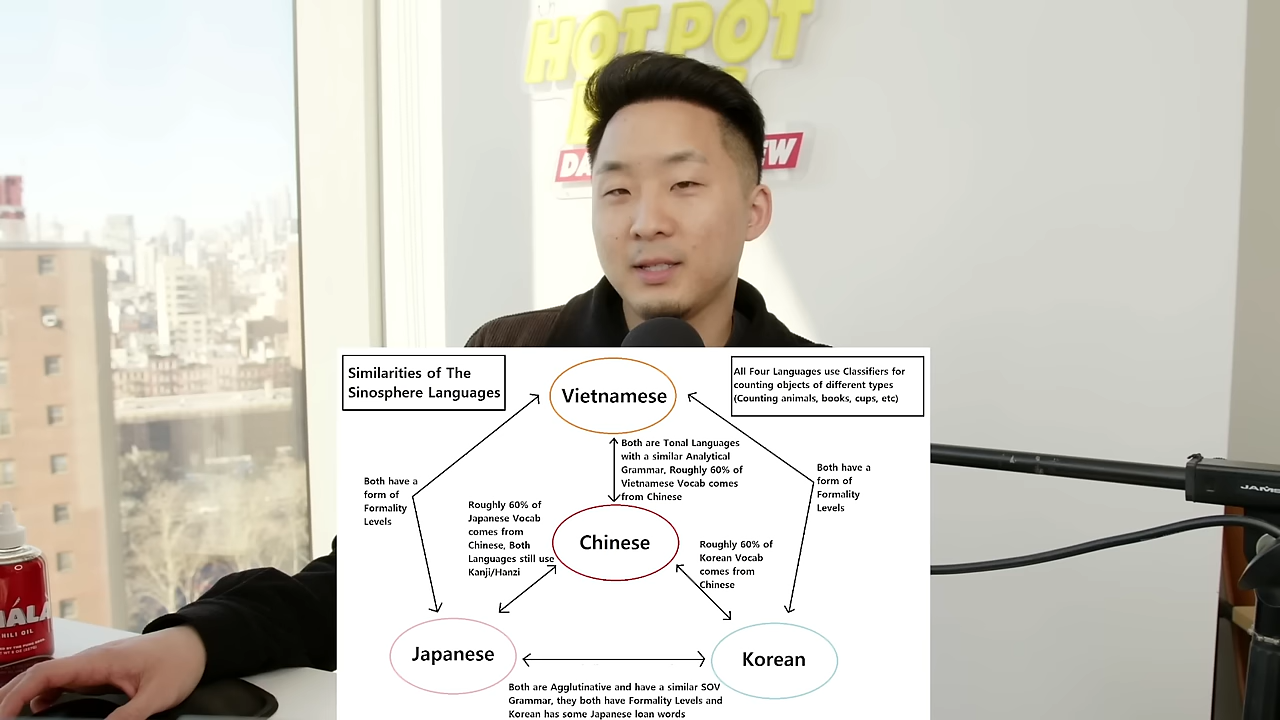 HOT POT
Similarities of The
Sinosphere Languages
All Four Languages use Classifiers for
counting objects of different types
(Counting animals, books, cups, etc)
Vietnamese
Both are Tonal Languages
with a similar Analytical
Grammar, Roughly 60% of
Vietnamese Vocab comes
from Chinese
Both have a
form of
Formality
Levels
Both have a
form of
Formality
Levels
Roughly 60% of
Japanese Vocab
comes from
Chinese, Both
Languages still use
Kanji/Hanzi
Chinese
Roughly 60% of
Korean Vocab
comes from
Chinese
Japanese
Korean
Both are Agglutinative and have a similar SOV
Grammar, they both have Formality Levels and
Korean has some Japanese loan words